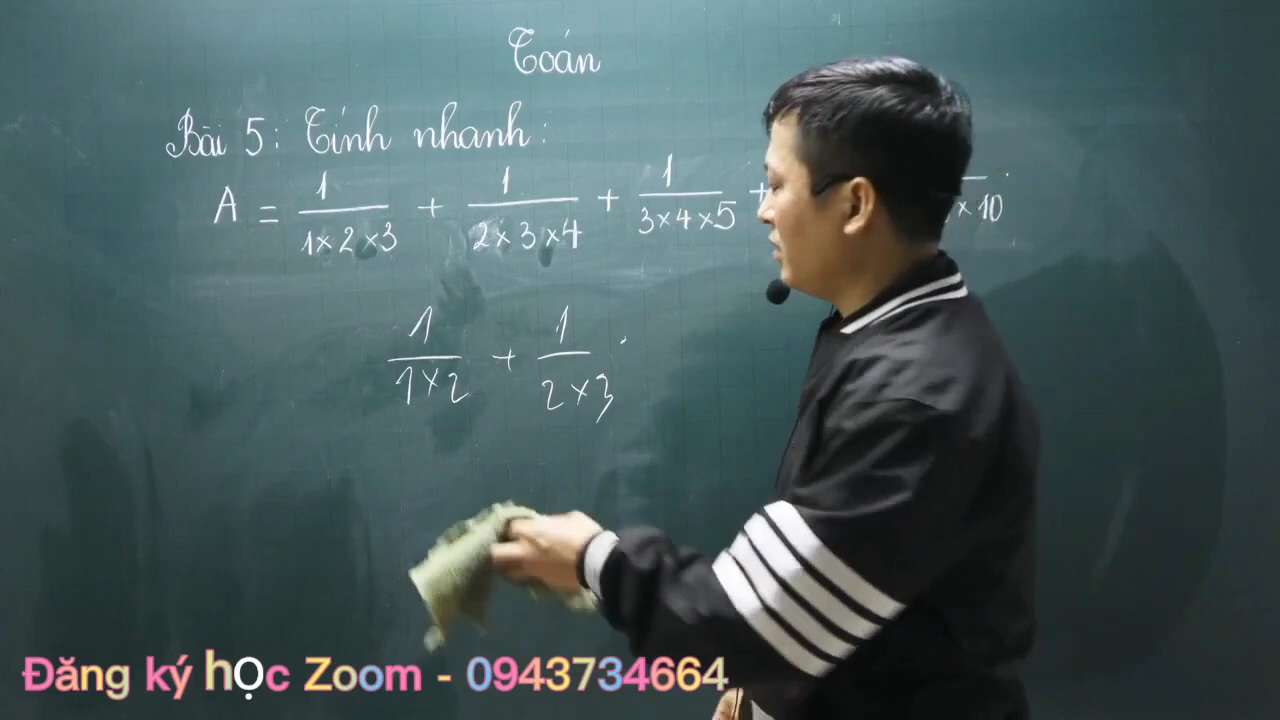 Toán
Bài 5: Tính nhanh:
A = 1/(1×2×3) + 1/(2×3×4) + 1/(3×4×5) + ×10
1/(1×2) + 1/(2×3)
Đăng ký học Zoom - 0943734664